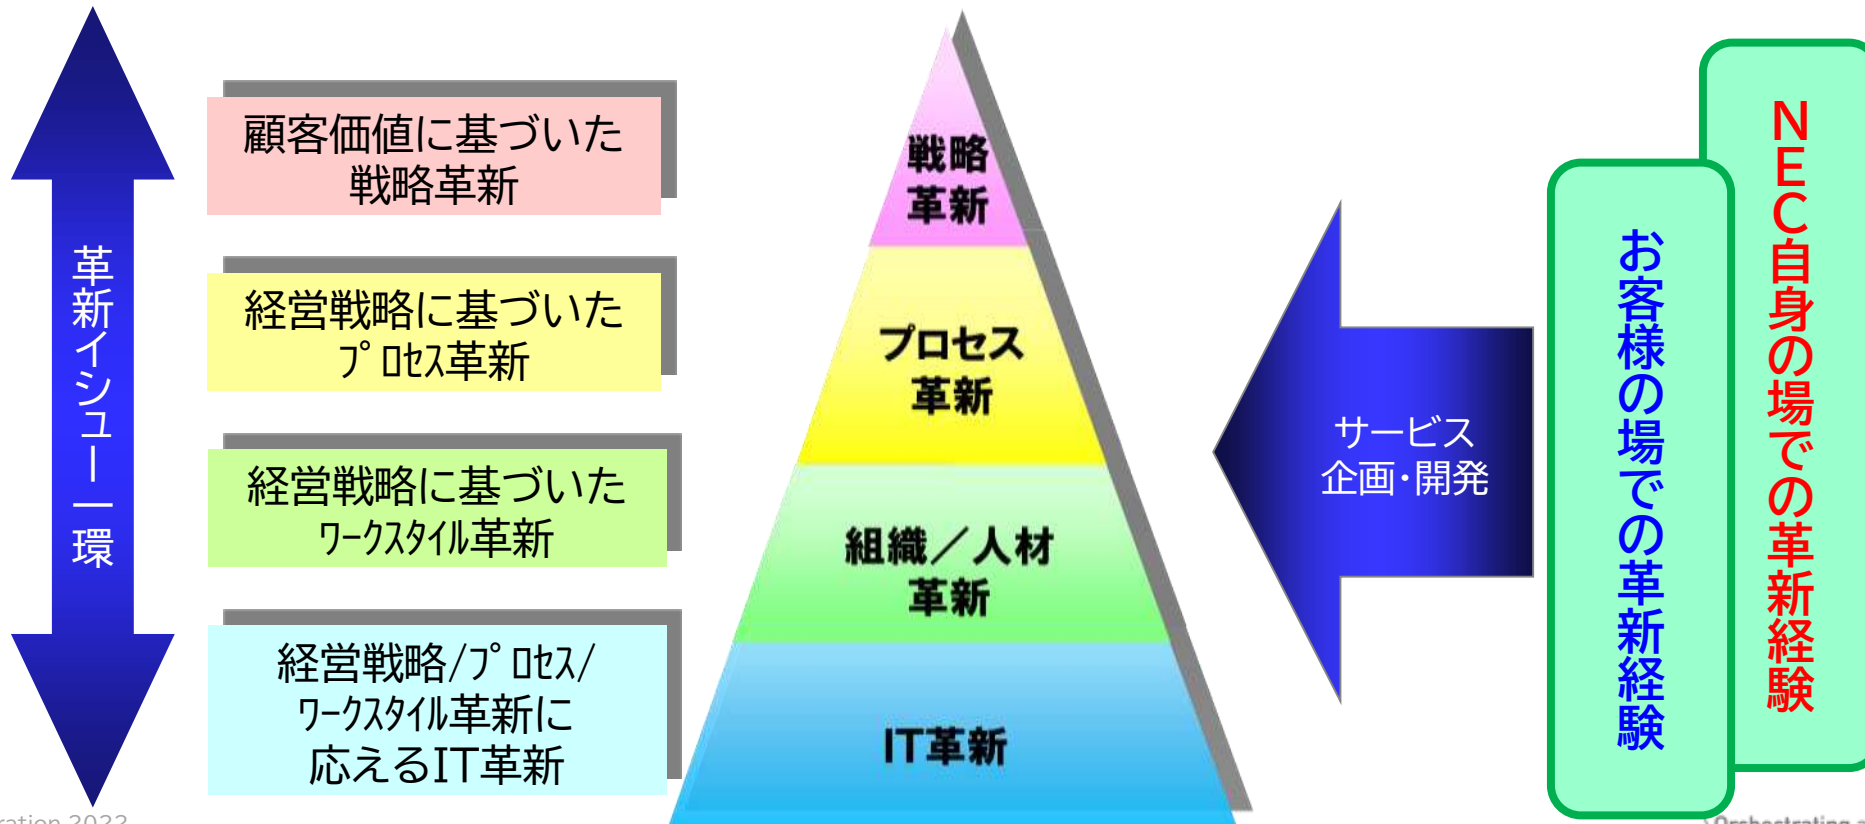 革新イシュー一環
顧客価値に基づいた
戦略革新
経営戦略に基づいた
プロセス革新
経営戦略に基づいた
ワークスタイル革新
経営戦略/プロセス/
ワークスタイル革新に
応えるIT革新
戦略
革新
プロセス
革新
組織／人材
革新
IT革新
サービス
企画・開発
お客様の場での革新経験
NEC自身の場での革新経験
ration 2022